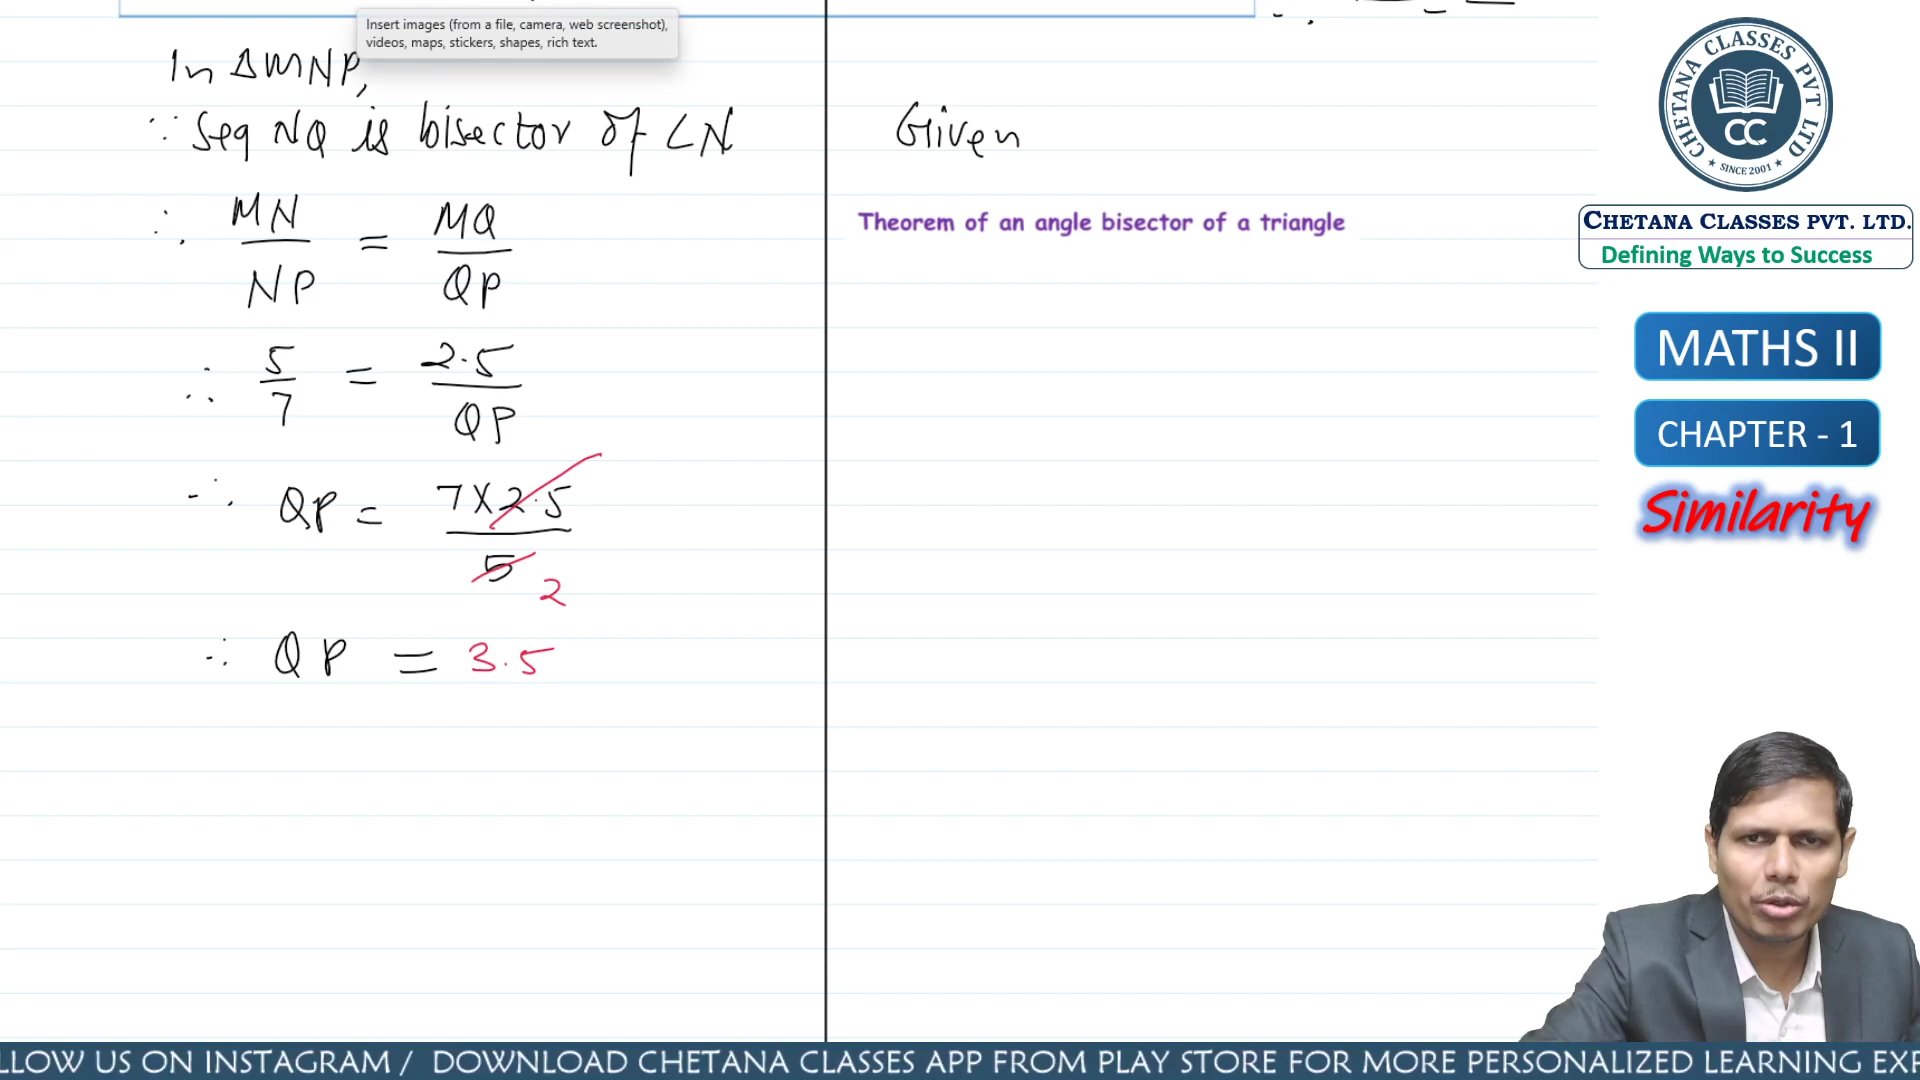 Insert images (from a file, camera, web screenshot),
videos, maps, stickers, shapes, rich text.
In ΔMNP,
∵ Seg NQ is bisector of ∠N
Given
∴ MN/NP = MQ/QP
Theorem of an angle bisector of a triangle
∴ 5/7 = 2.5/QP
∴ QP = 7×2.5/5
2
∴ QP = 3.5
CHETANA CLASSES PVT LTD
CC
SINCE 2001
CHETANA CLASSES PVT. LTD.
Defining Ways to Success
MATHS II
CHAPTER - 1
Similarity
LLOW US ON INSTAGRAM / DOWNLOAD CHETANA CLASSES APP FROM PLAY STORE FOR MORE PERSONALIZED LEARNING EXP